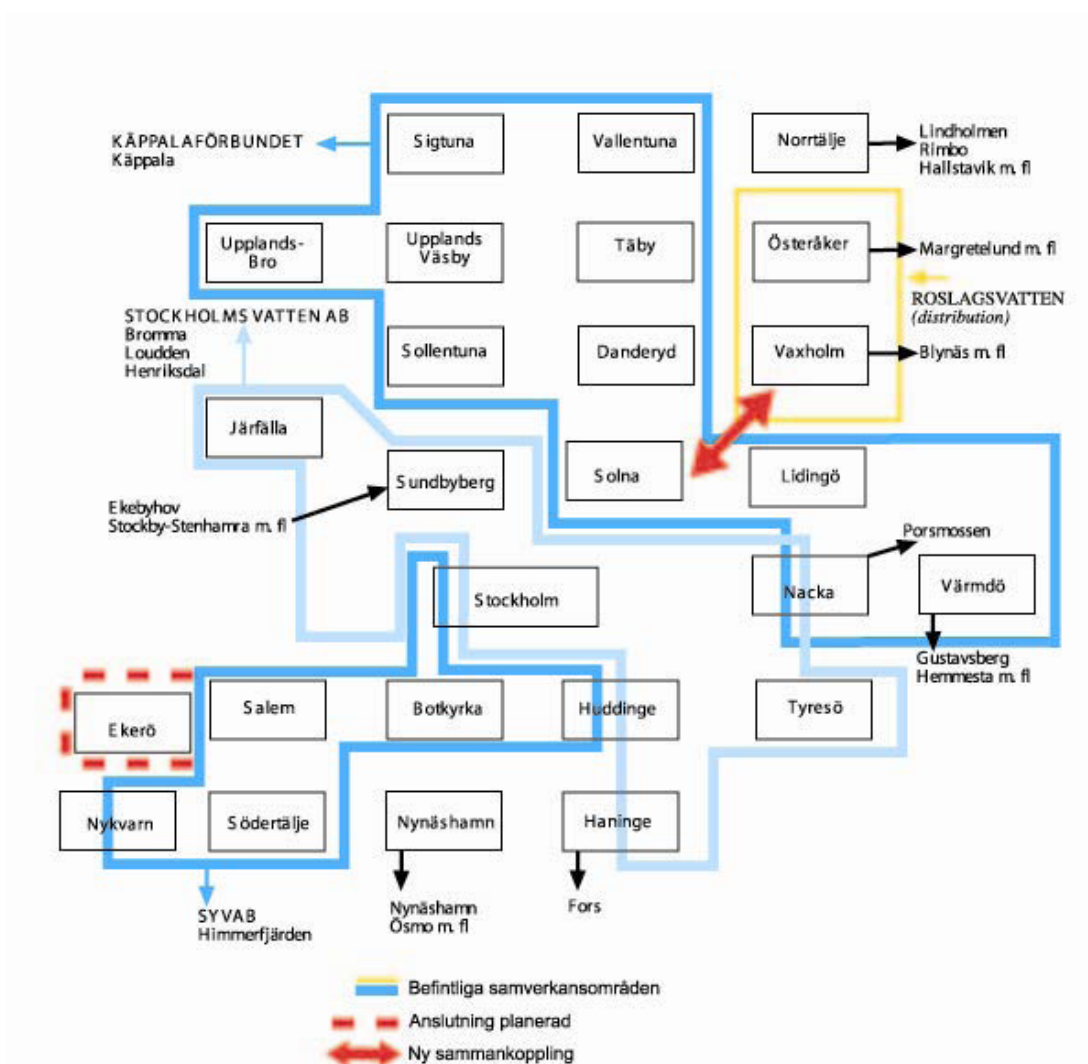 KÄPPALAFÖRBUNDET
Käppala
Sigtuna
Vallentuna
Norrtälje
Lindholmen
Rimbo
Hallstavik m. fl
Upplands-
Bro
Upplands
Väsby
Täby
Österåker
Margretelund m. fl
ROSLAGSVATTEN
(distribution)
STOCKHOLMS VATTEN AB
Bromma
Loudden
Henriksdal
Sollentuna
Danderyd
Vaxholm
Blynäs m. fl
Järfälla
Sundbyberg
Solna
Lidingö
Ekebyhov
Stockby-Stenhamra m. fl
Porsmossen
Stockholm
Nacka
Värmdö
Gustavsberg
Hemmesta m. fl
Ekerö
Salem
Botkyrka
Huddinge
Tyresö
Nykvarn
Södertälje
Nynäshamn
Haninge
SYVAB
Himmerfjärden
Nynäshamn
Ösmo m. fl
Fors
Befintliga samverkansområden
Anslutning planerad
Ny sammankoppling